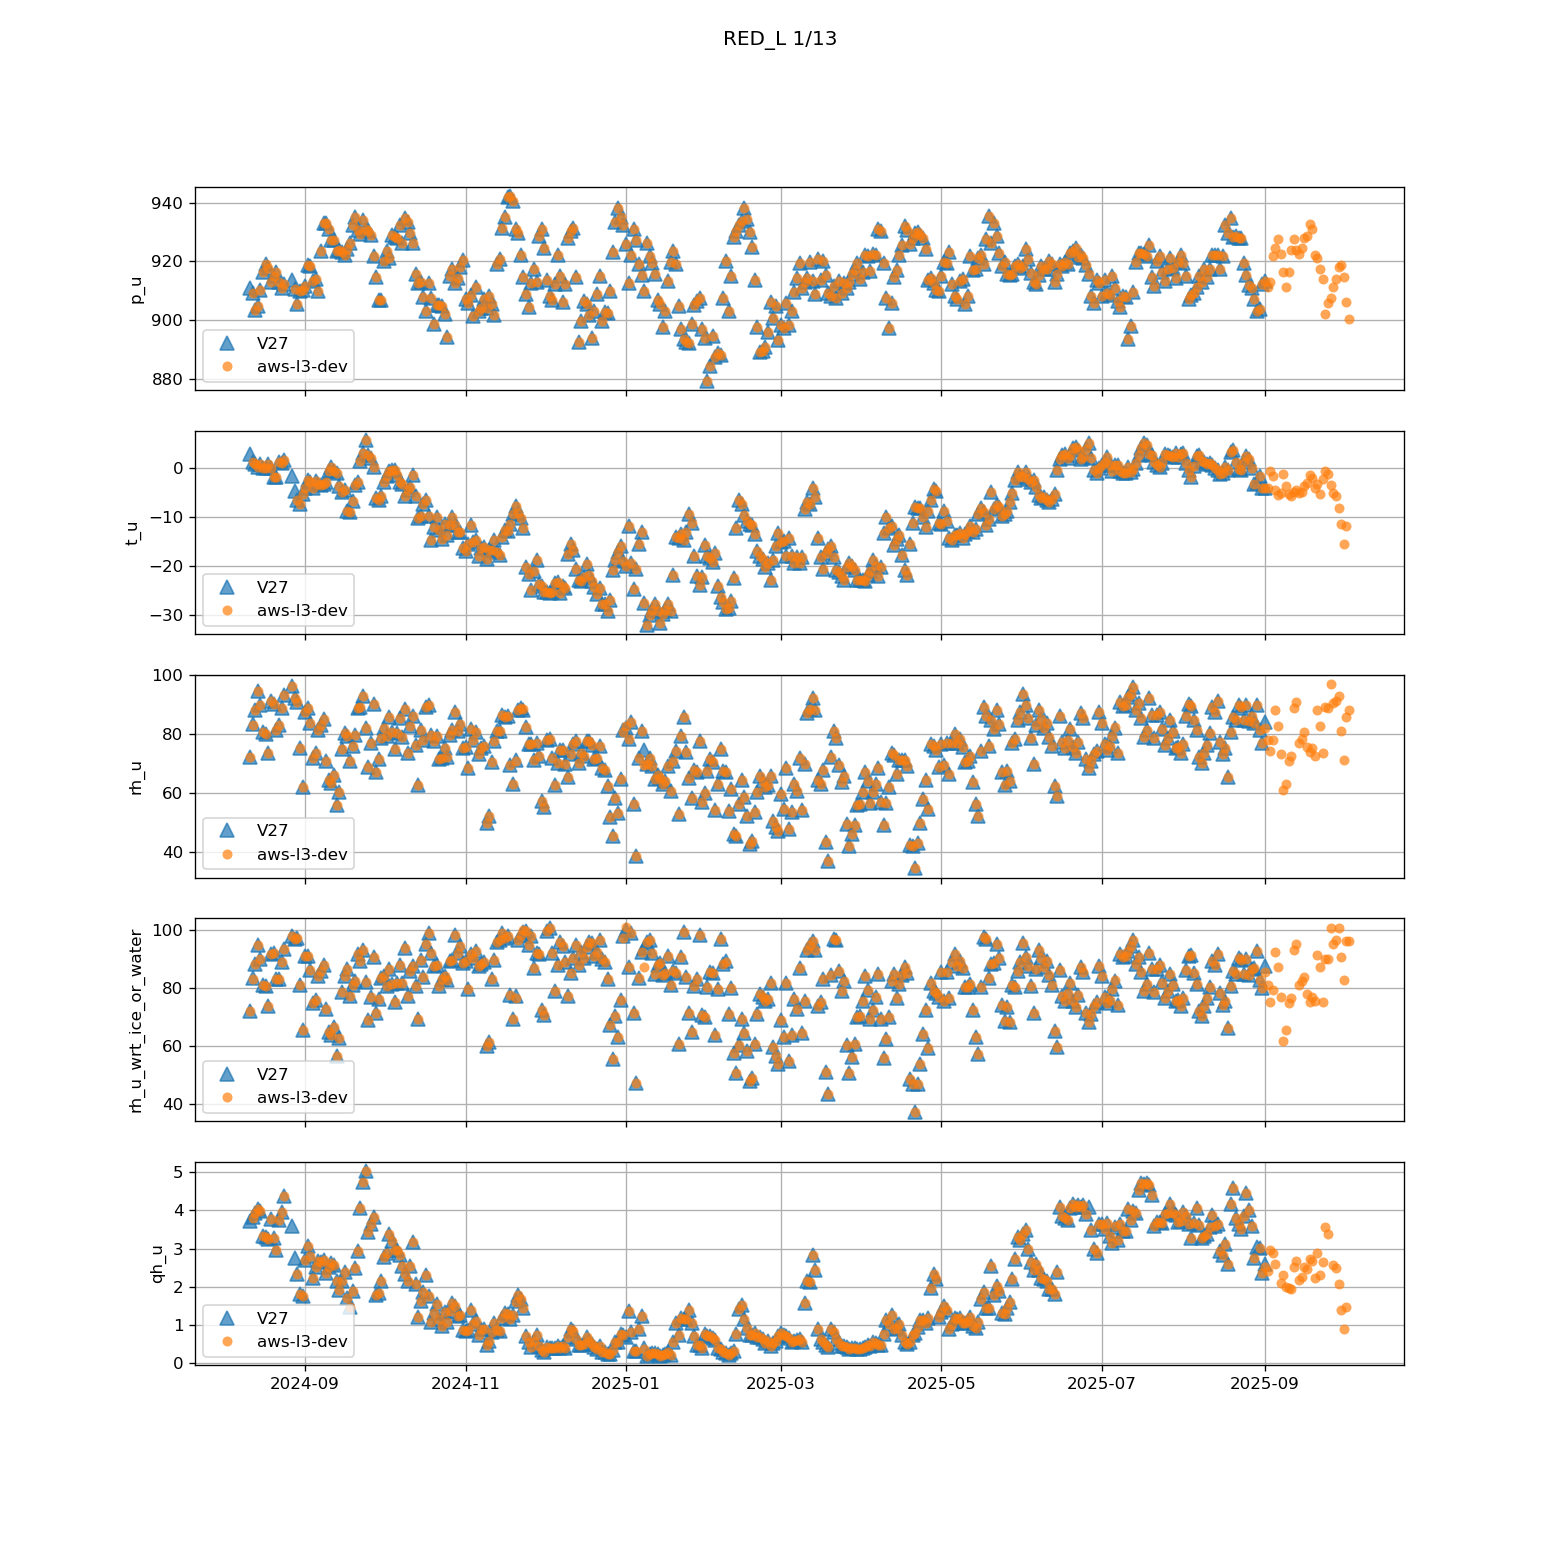 RED_L 1/13
940
920
900
880
p_u
V27
aws-l3-dev
0
−10
−20
−30
t_u
V27
aws-l3-dev
100
80
60
40
rh_u
V27
aws-l3-dev
100
80
60
40
rh_u_wrt_ice_or_water
V27
aws-l3-dev
5
4
3
2
1
0
qh_u
V27
aws-l3-dev
2024-09 2024-11 2025-01 2025-03 2025-05 2025-07 2025-09